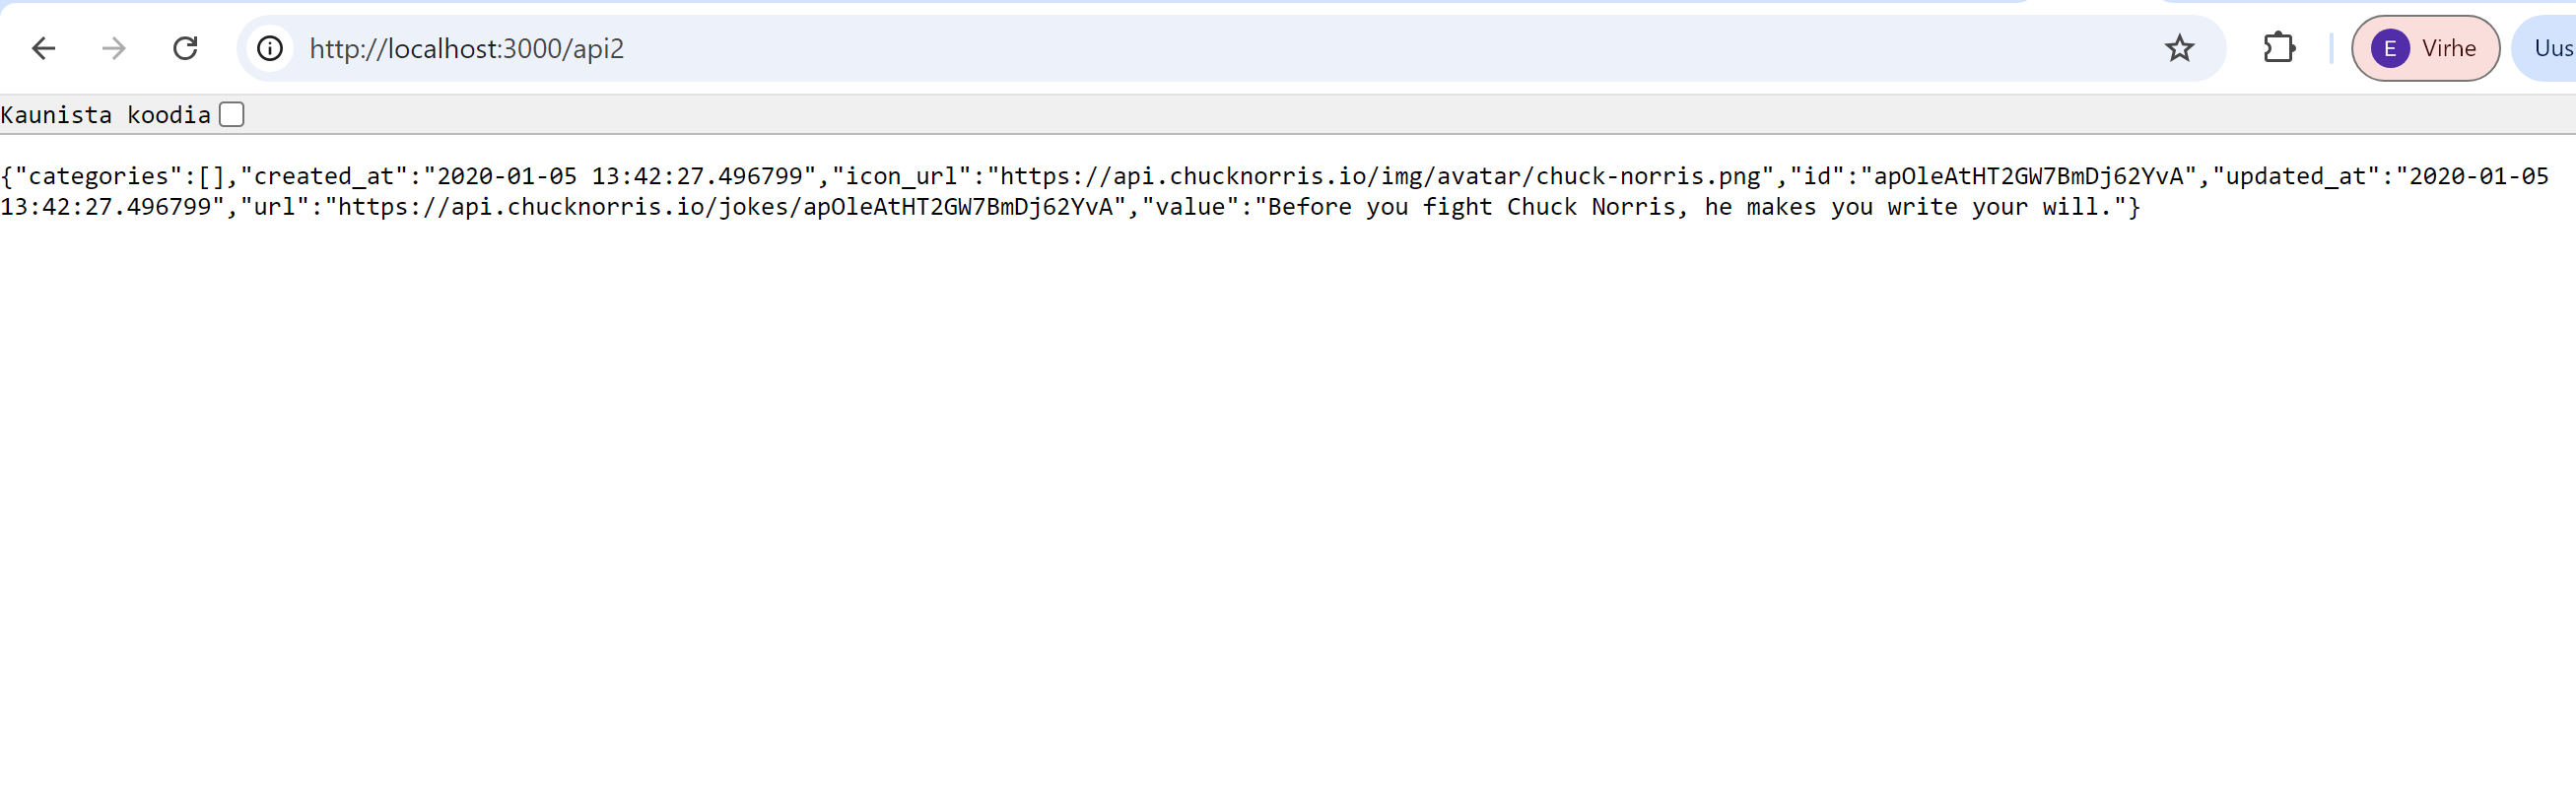 http://localhost:3000/api2
E Virhe
Uus
Kaunista koodia
{"categories":[],"created_at":"2020-01-05 13:42:27.496799","icon_url":"https://api.chucknorris.io/img/avatar/chuck-norris.png","id":"apOleAtHT2GW7BmDj62YvA","updated_at":"2020-01-05
13:42:27.496799","url":"https://api.chucknorris.io/jokes/apOleAtHT2GW7BmDj62YvA","value":"Before you fight Chuck Norris, he makes you write your will."}